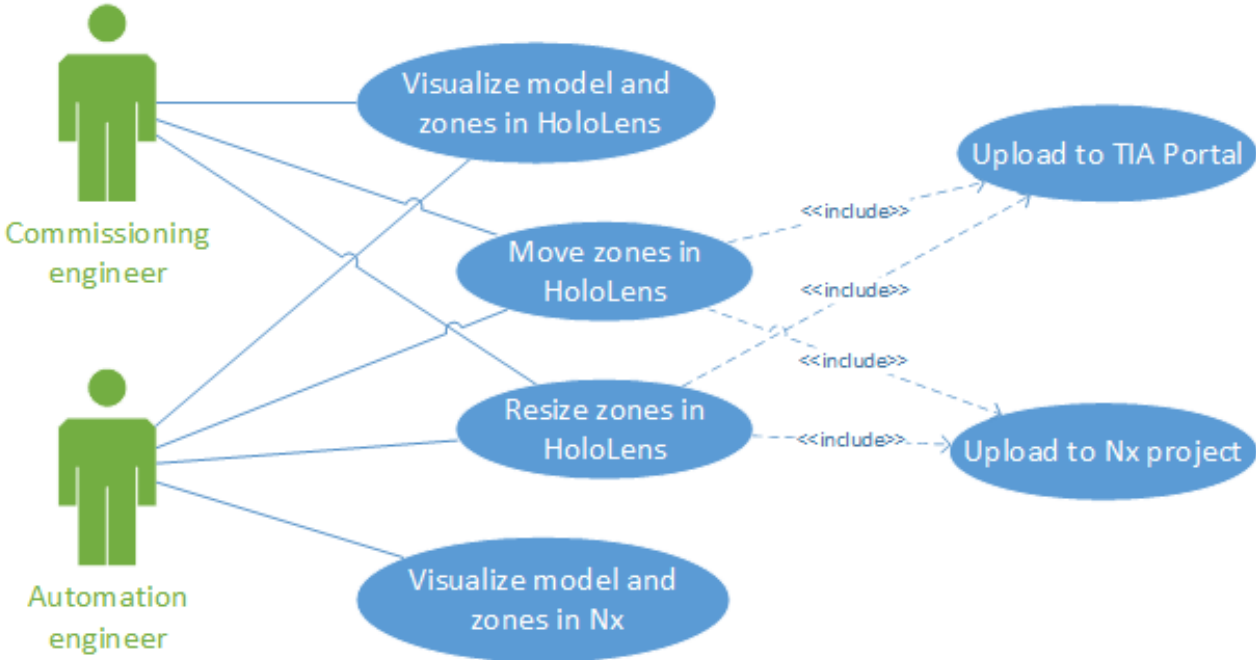 Visualize model and
zones in HoloLens
Upload to TIA Portal
<<include>>
Commissioning
engineer
Move zones in
HoloLens
<<include>>
<<include>>
Resize zones in
HoloLens
<<include>>
Upload to Nx project
Visualize model and
zones in Nx
Automation
engineer